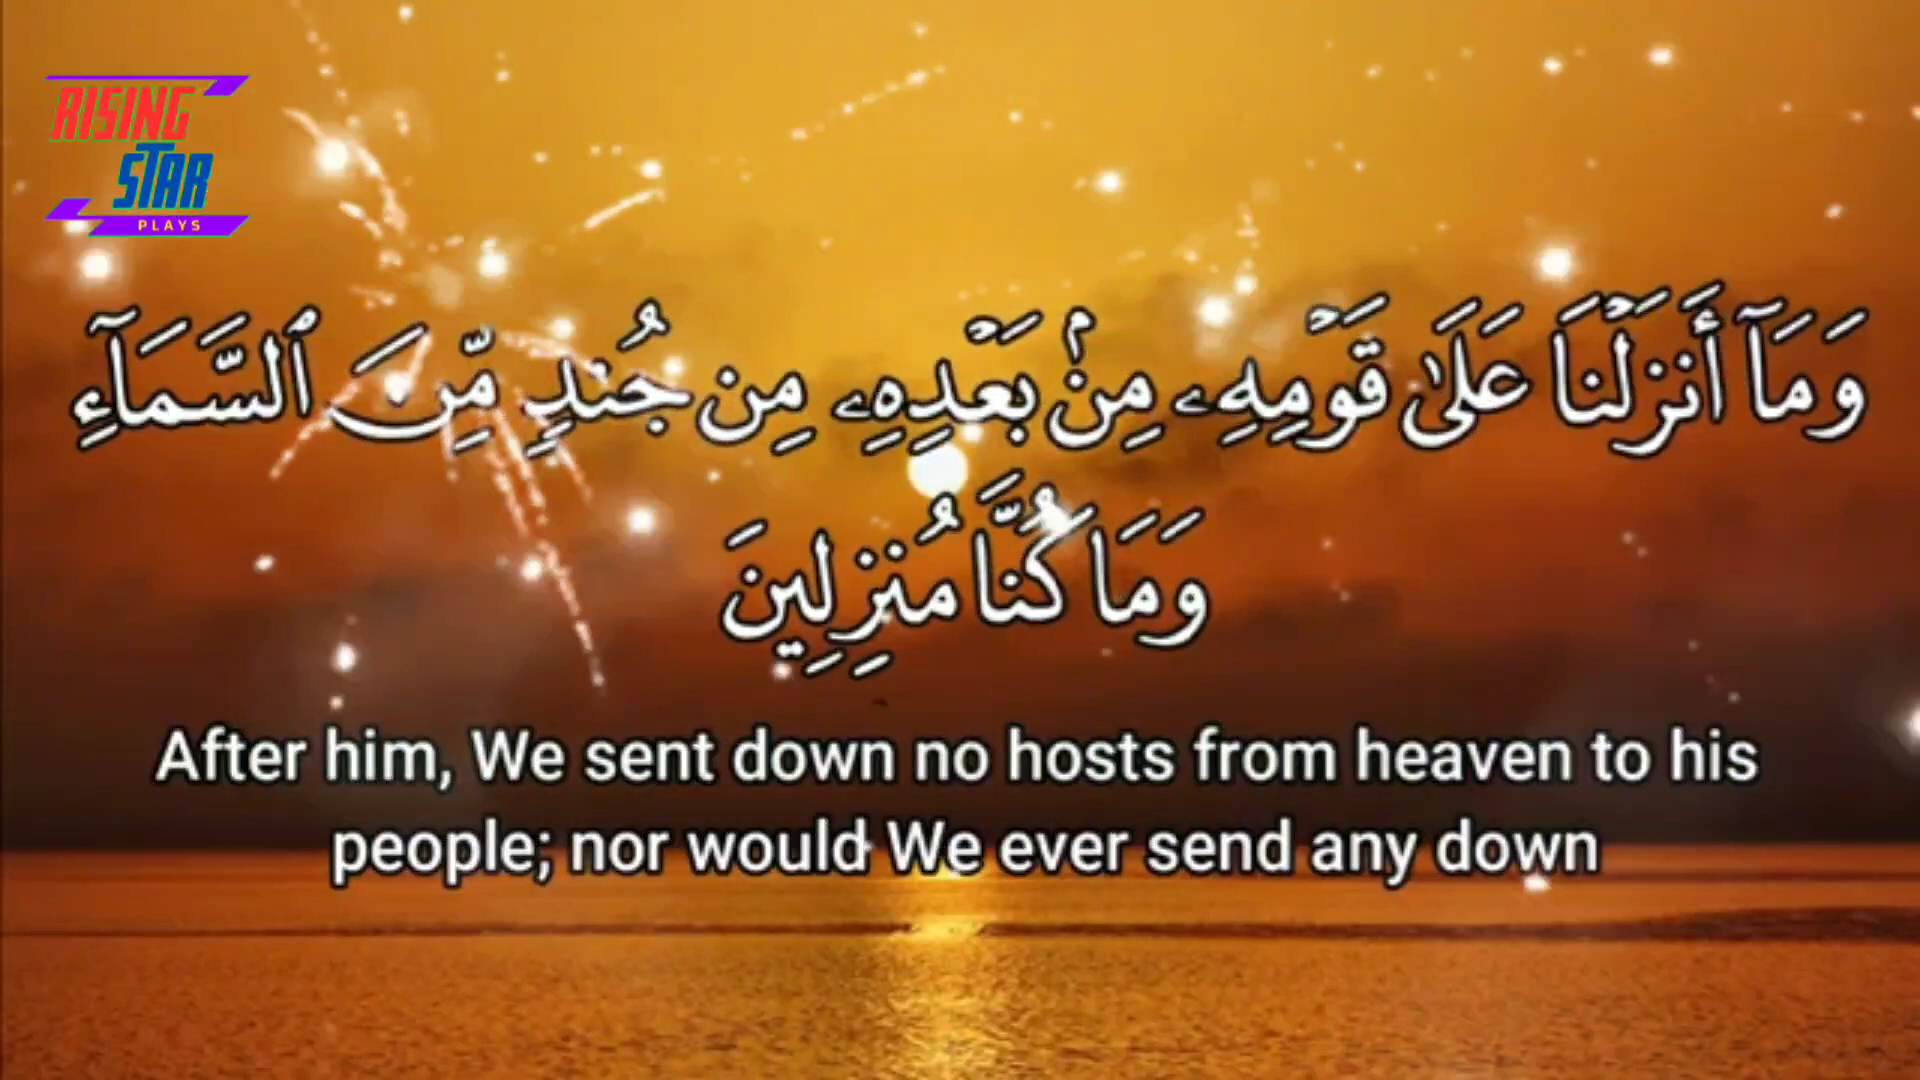 RISING
STAR
PLAYS
وَمَآ أَنزَلْنَا عَلَىٰ قَوْمِهِۦ مِنۢ بَعْدِهِۦ مِن جُندٍ مِّنَ ٱلسَّمَآءِ
وَمَا كُنَّا مُنزِلِينَ
After him, We sent down no hosts from heaven to his
people; nor would We ever send any down